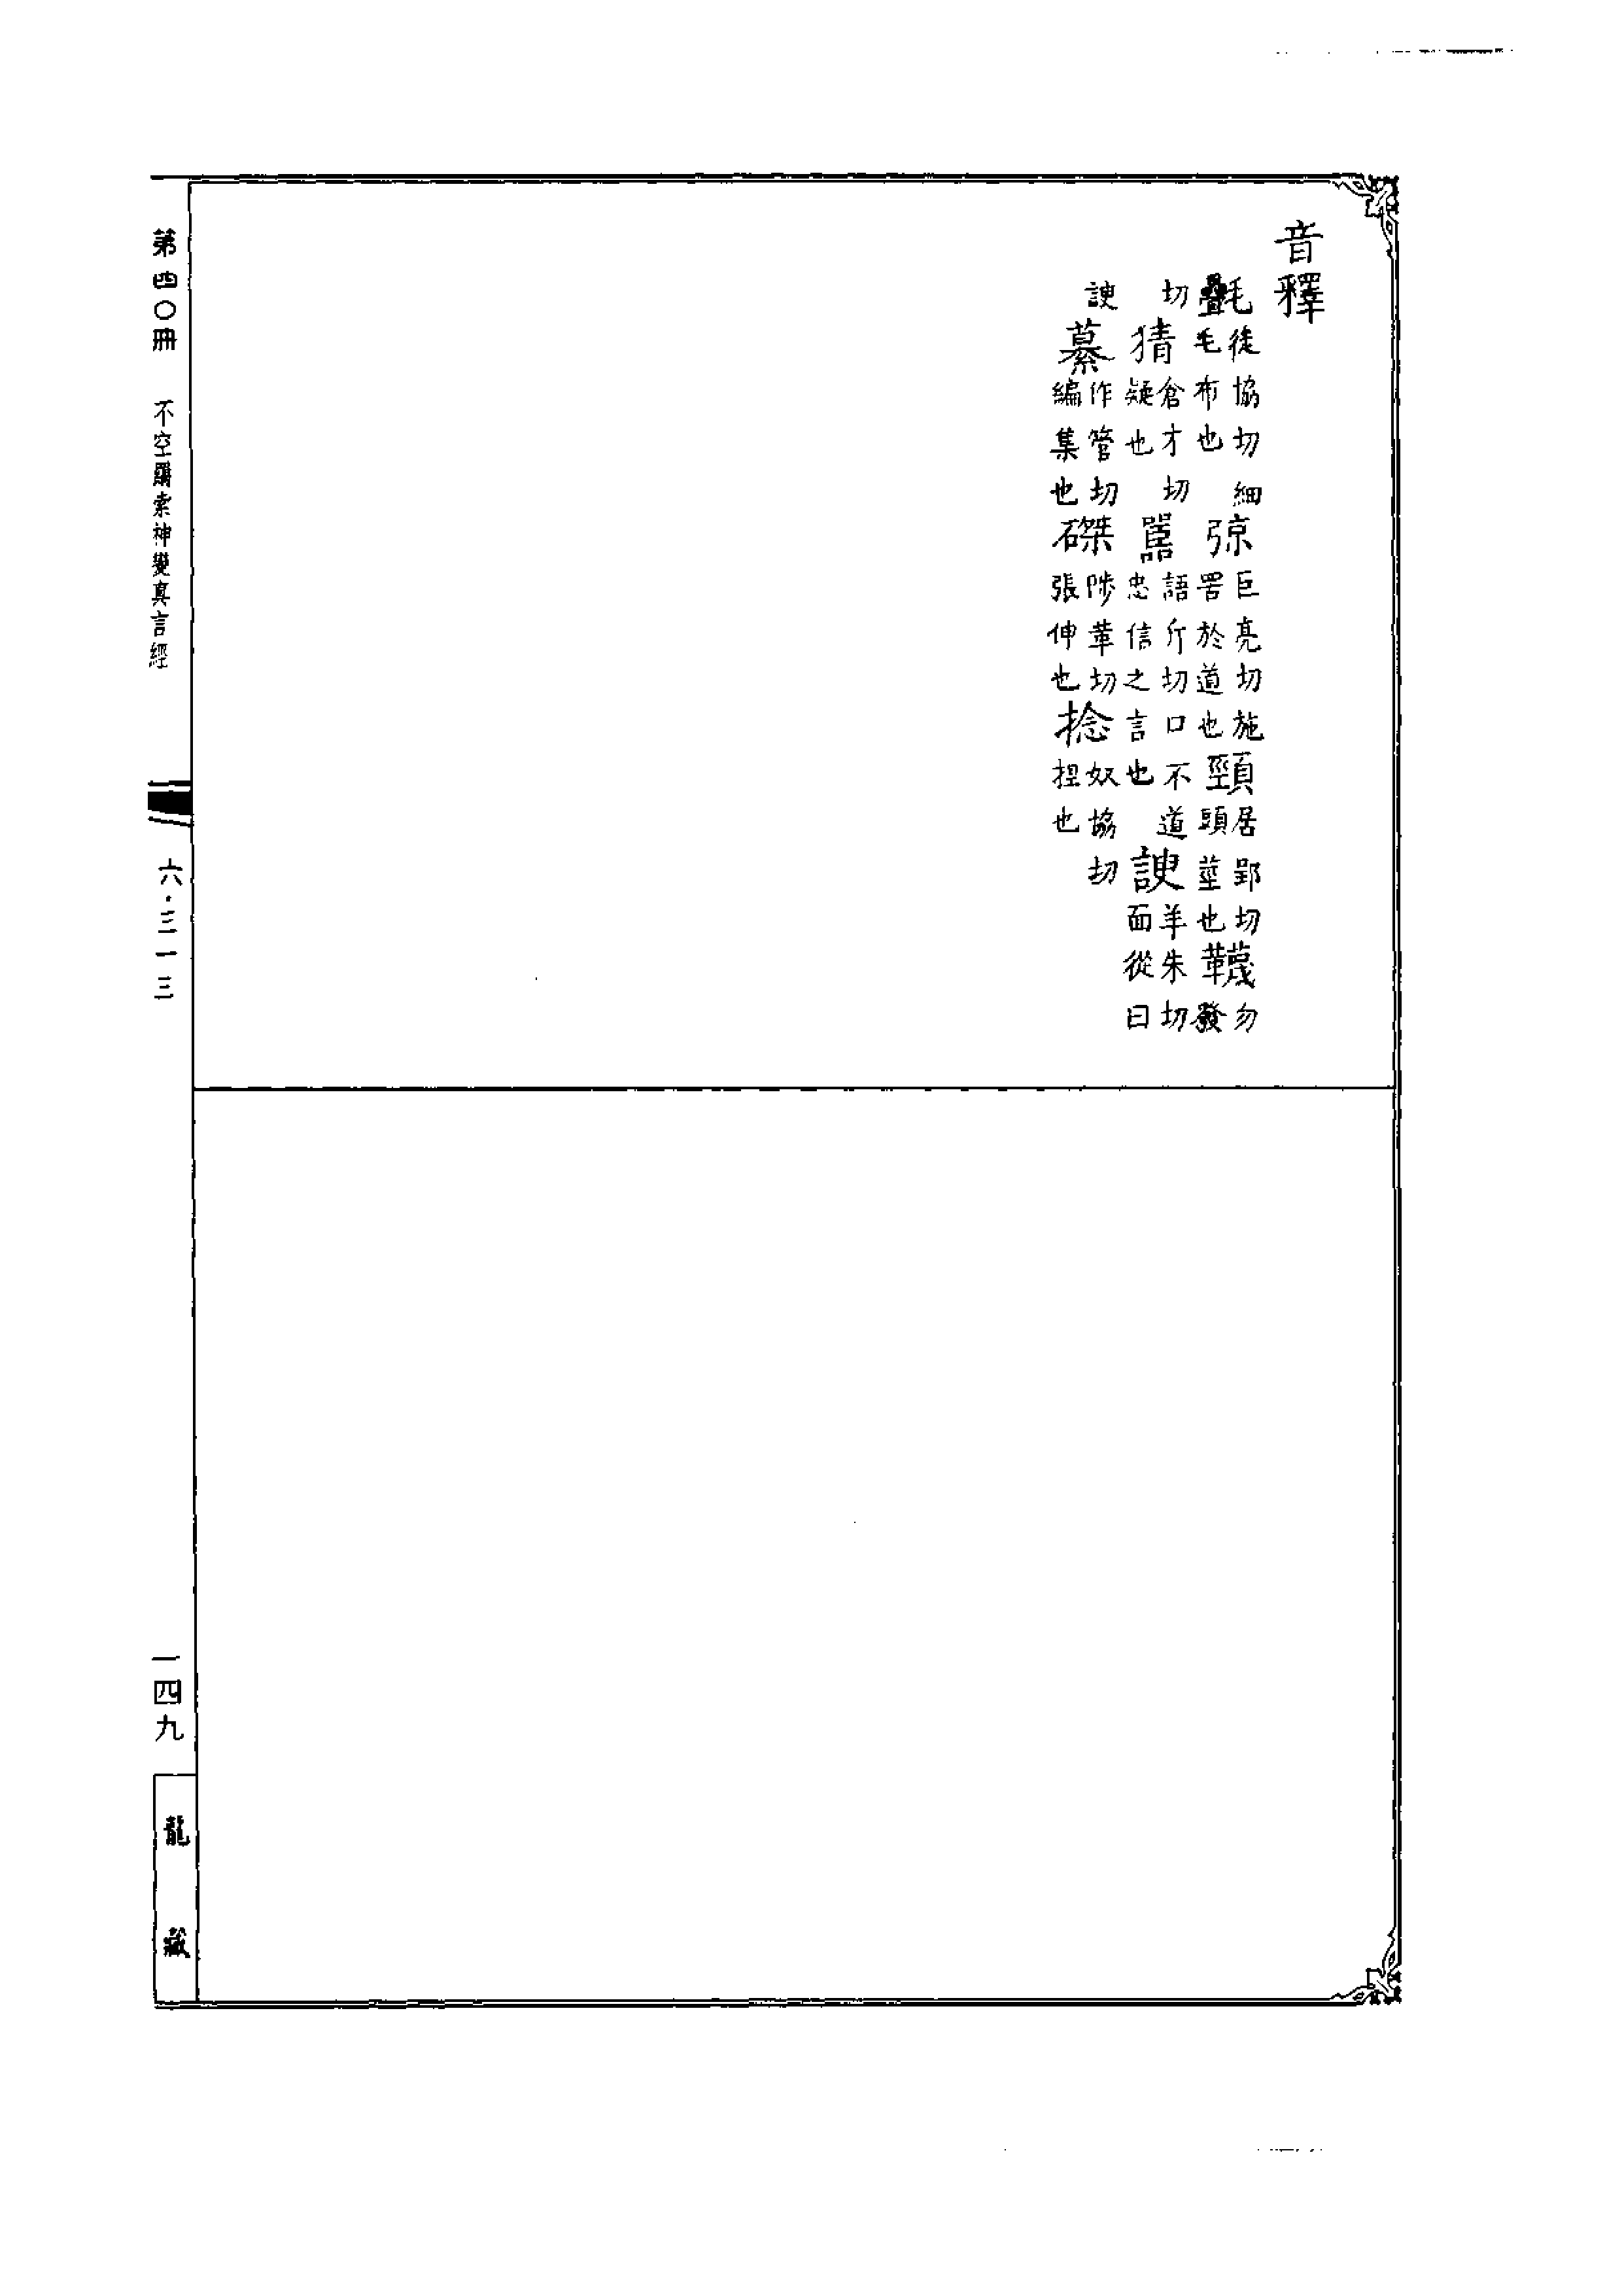 音釋
㲲徒協切細毛布也弶巨亮切施罟於道也頸居郢切頭莖也韈勿發
切猜倉才切疑也嚚語斤切口不道忠信之言也諛羊朱切面從曰
諛纂作管切編集也磔陟革切張伸也捻奴協切捏也
第四〇冊 不空羂索神變真言經
六·三一三
一四九
龍藏